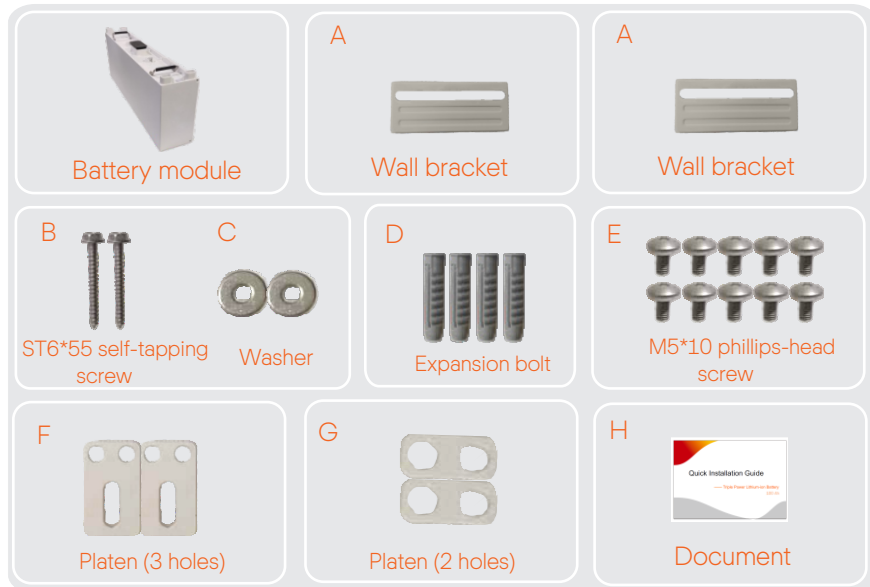 Battery module
A
Wall bracket
A
Wall bracket
B
ST6*55 self-tapping
screw
C
Washer
D
Expansion bolt
E
M5*10 phillips-head
screw
F
Platen (3 holes)
G
Platen (2 holes)
H
Quick Installation Guide
Document